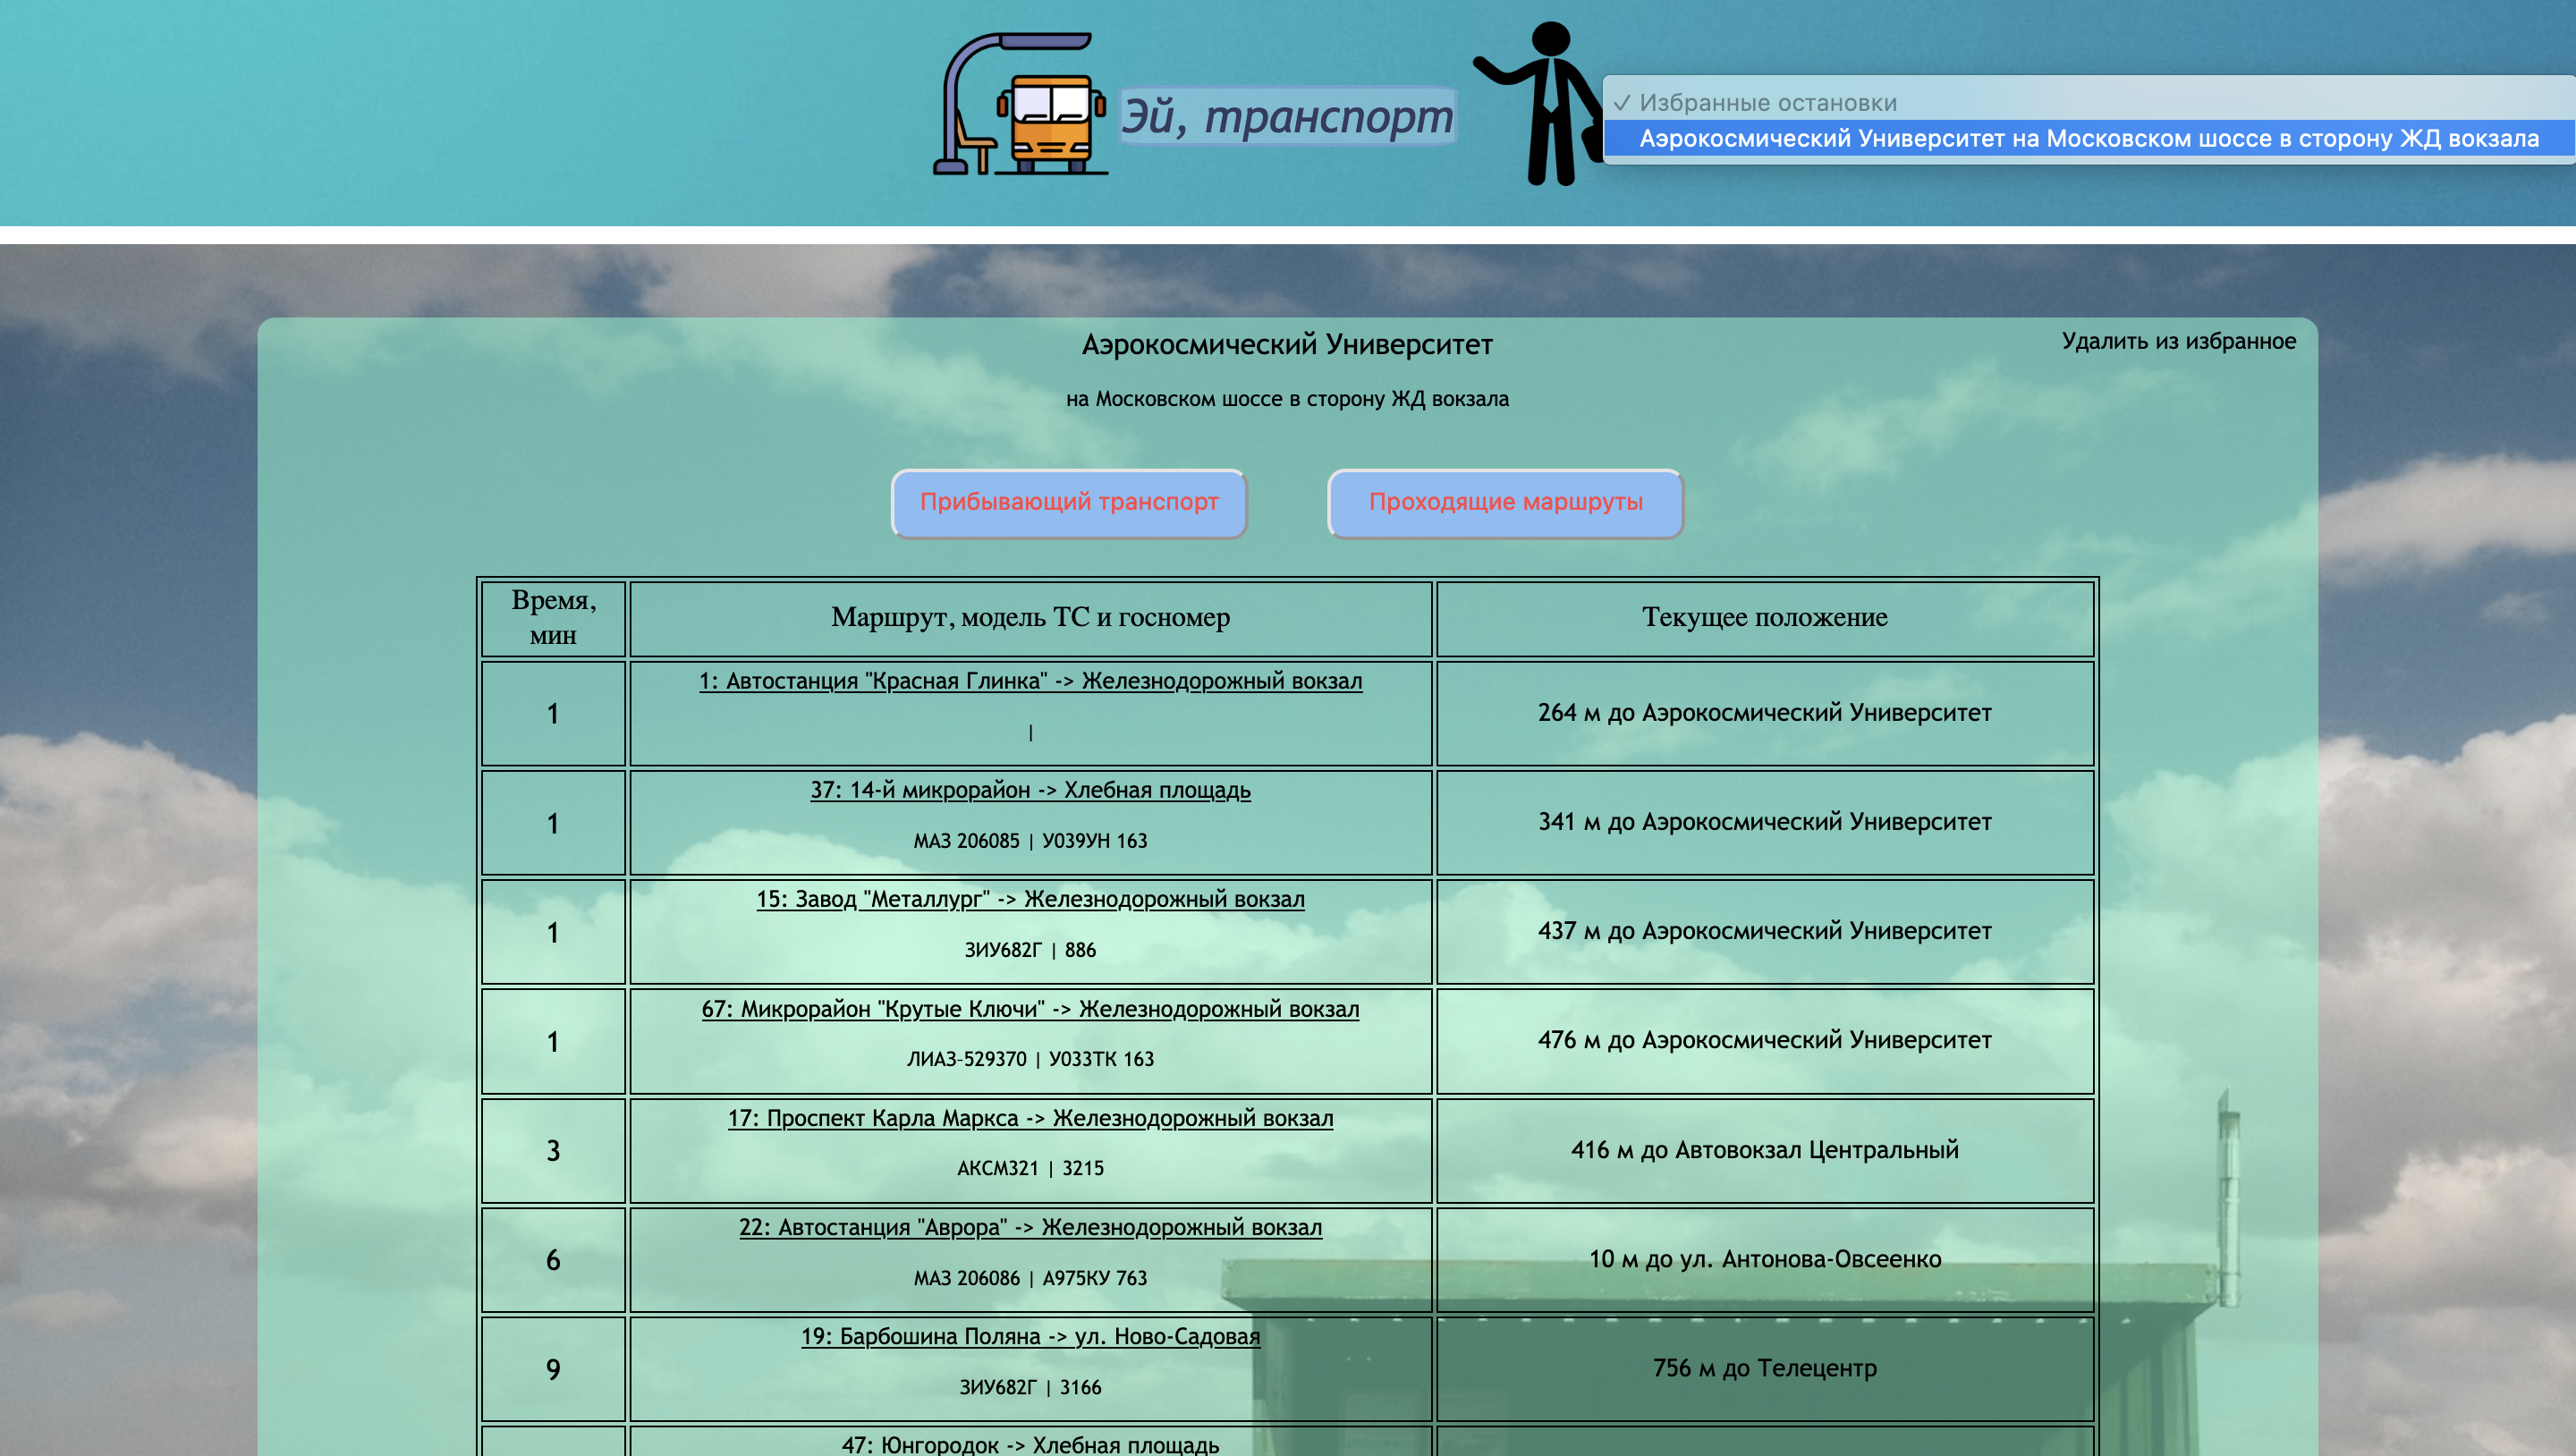 Эй, транспорт
✓ Избранные остановки
Аэрокосмический Университет на Московском шоссе в сторону ЖД вокзала
Аэрокосмический Университет
Удалить из избранное
на Московском шоссе в сторону ЖД вокзала
Прибывающий транспорт
Проходящие маршруты
Время,
мин
Маршрут, модель ТС и госномер
Текущее положение
1
1: Автостанция "Красная Глинка" -> Железнодорожный вокзал
|
264 м до Аэрокосмический Университет
1
37: 14-й микрорайон -> Хлебная площадь
МАЗ 206085 | У039УН 163
341 м до Аэрокосмический Университет
1
15: Завод "Металлург" -> Железнодорожный вокзал
ЗИУ682Г | 886
437 м до Аэрокосмический Университет
1
67: Микрорайон "Крутые Ключи" -> Железнодорожный вокзал
ЛИАЗ-529370 | У033ТК 163
476 м до Аэрокосмический Университет
3
17: Проспект Карла Маркса -> Железнодорожный вокзал
АКСМ321 | 3215
416 м до Автовокзал Центральный
6
22: Автостанция "Аврора" -> Железнодорожный вокзал
МАЗ 206086 | А975КУ 763
10 м до ул. Антонова-Овсеенко
9
19: Барбошина Поляна -> ул. Ново-Садовая
ЗИУ682Г | 3166
756 м до Телецентр
47: Юнгородок -> Хлебная площадь